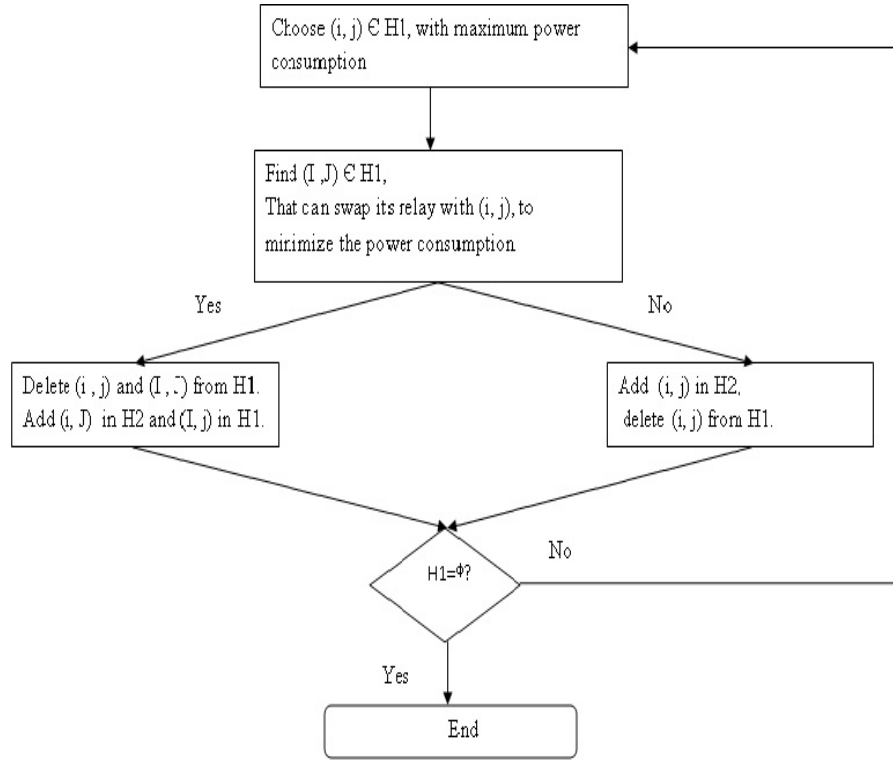 Choose (i, j) Є H1, with maximum power
consumption
Find (I ,J) Є H1,
That can swap its relay with (i, j), to
minimize the power consumption
Yes
No
Delete (i , j) and (I , J) from H1.
Add (i, J) in H2 and (I, j) in H1.
Add (i, j) in H2,
delete (i, j) from H1.
H1=Φ?
No
Yes
End